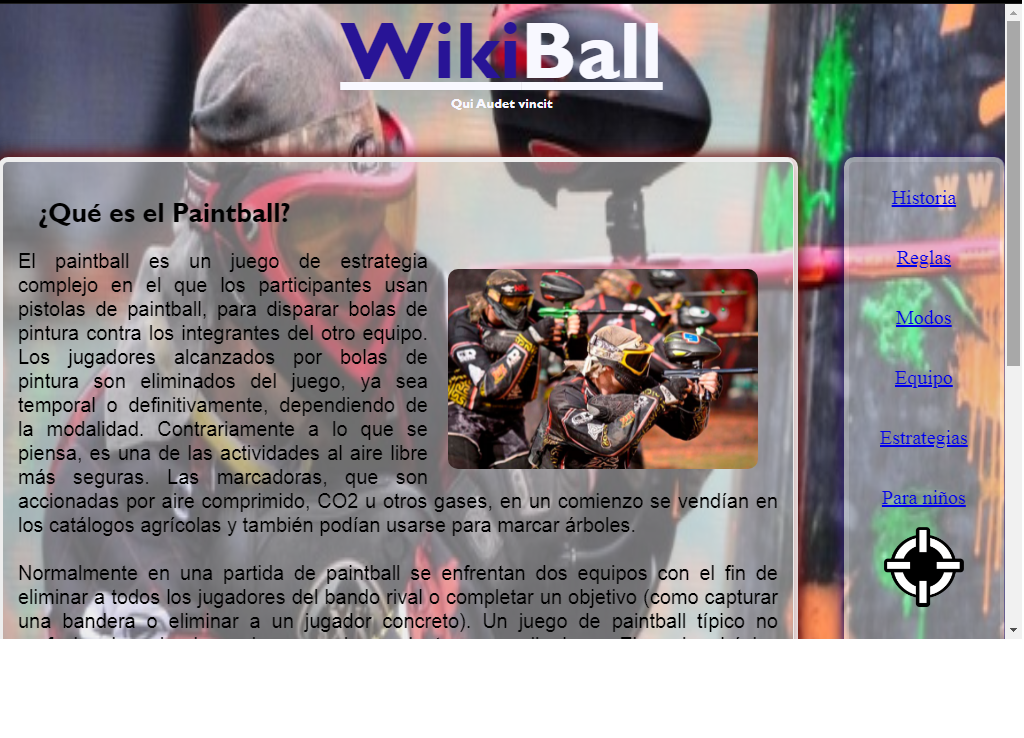 WikiBall
Qui Audet vincit
¿Qué es el Paintball?
El paintball es un juego de estrategia
complejo en el que los participantes usan
pistolas de paintball, para disparar bolas de
pintura contra los integrantes del otro equipo.
Los jugadores alcanzados por bolas de
pintura son eliminados del juego, ya sea
temporal o definitivamente, dependiendo de
la modalidad. Contrariamente a lo que se
piensa, es una de las actividades al aire libre
más seguras. Las marcadoras, que son
accionadas por aire comprimido, CO2 u otros gases, en un comienzo se vendían en
los catálogos agrícolas y también podían usarse para marcar árboles.
Normalmente en una partida de paintball se enfrentan dos equipos con el fin de
eliminar a todos los jugadores del bando rival o completar un objetivo (como capturar
una bandera o eliminar a un jugador concreto). Un juego de paintball típico no
Historia
Reglas
Modos
Equipo
Estrategias
Para niños